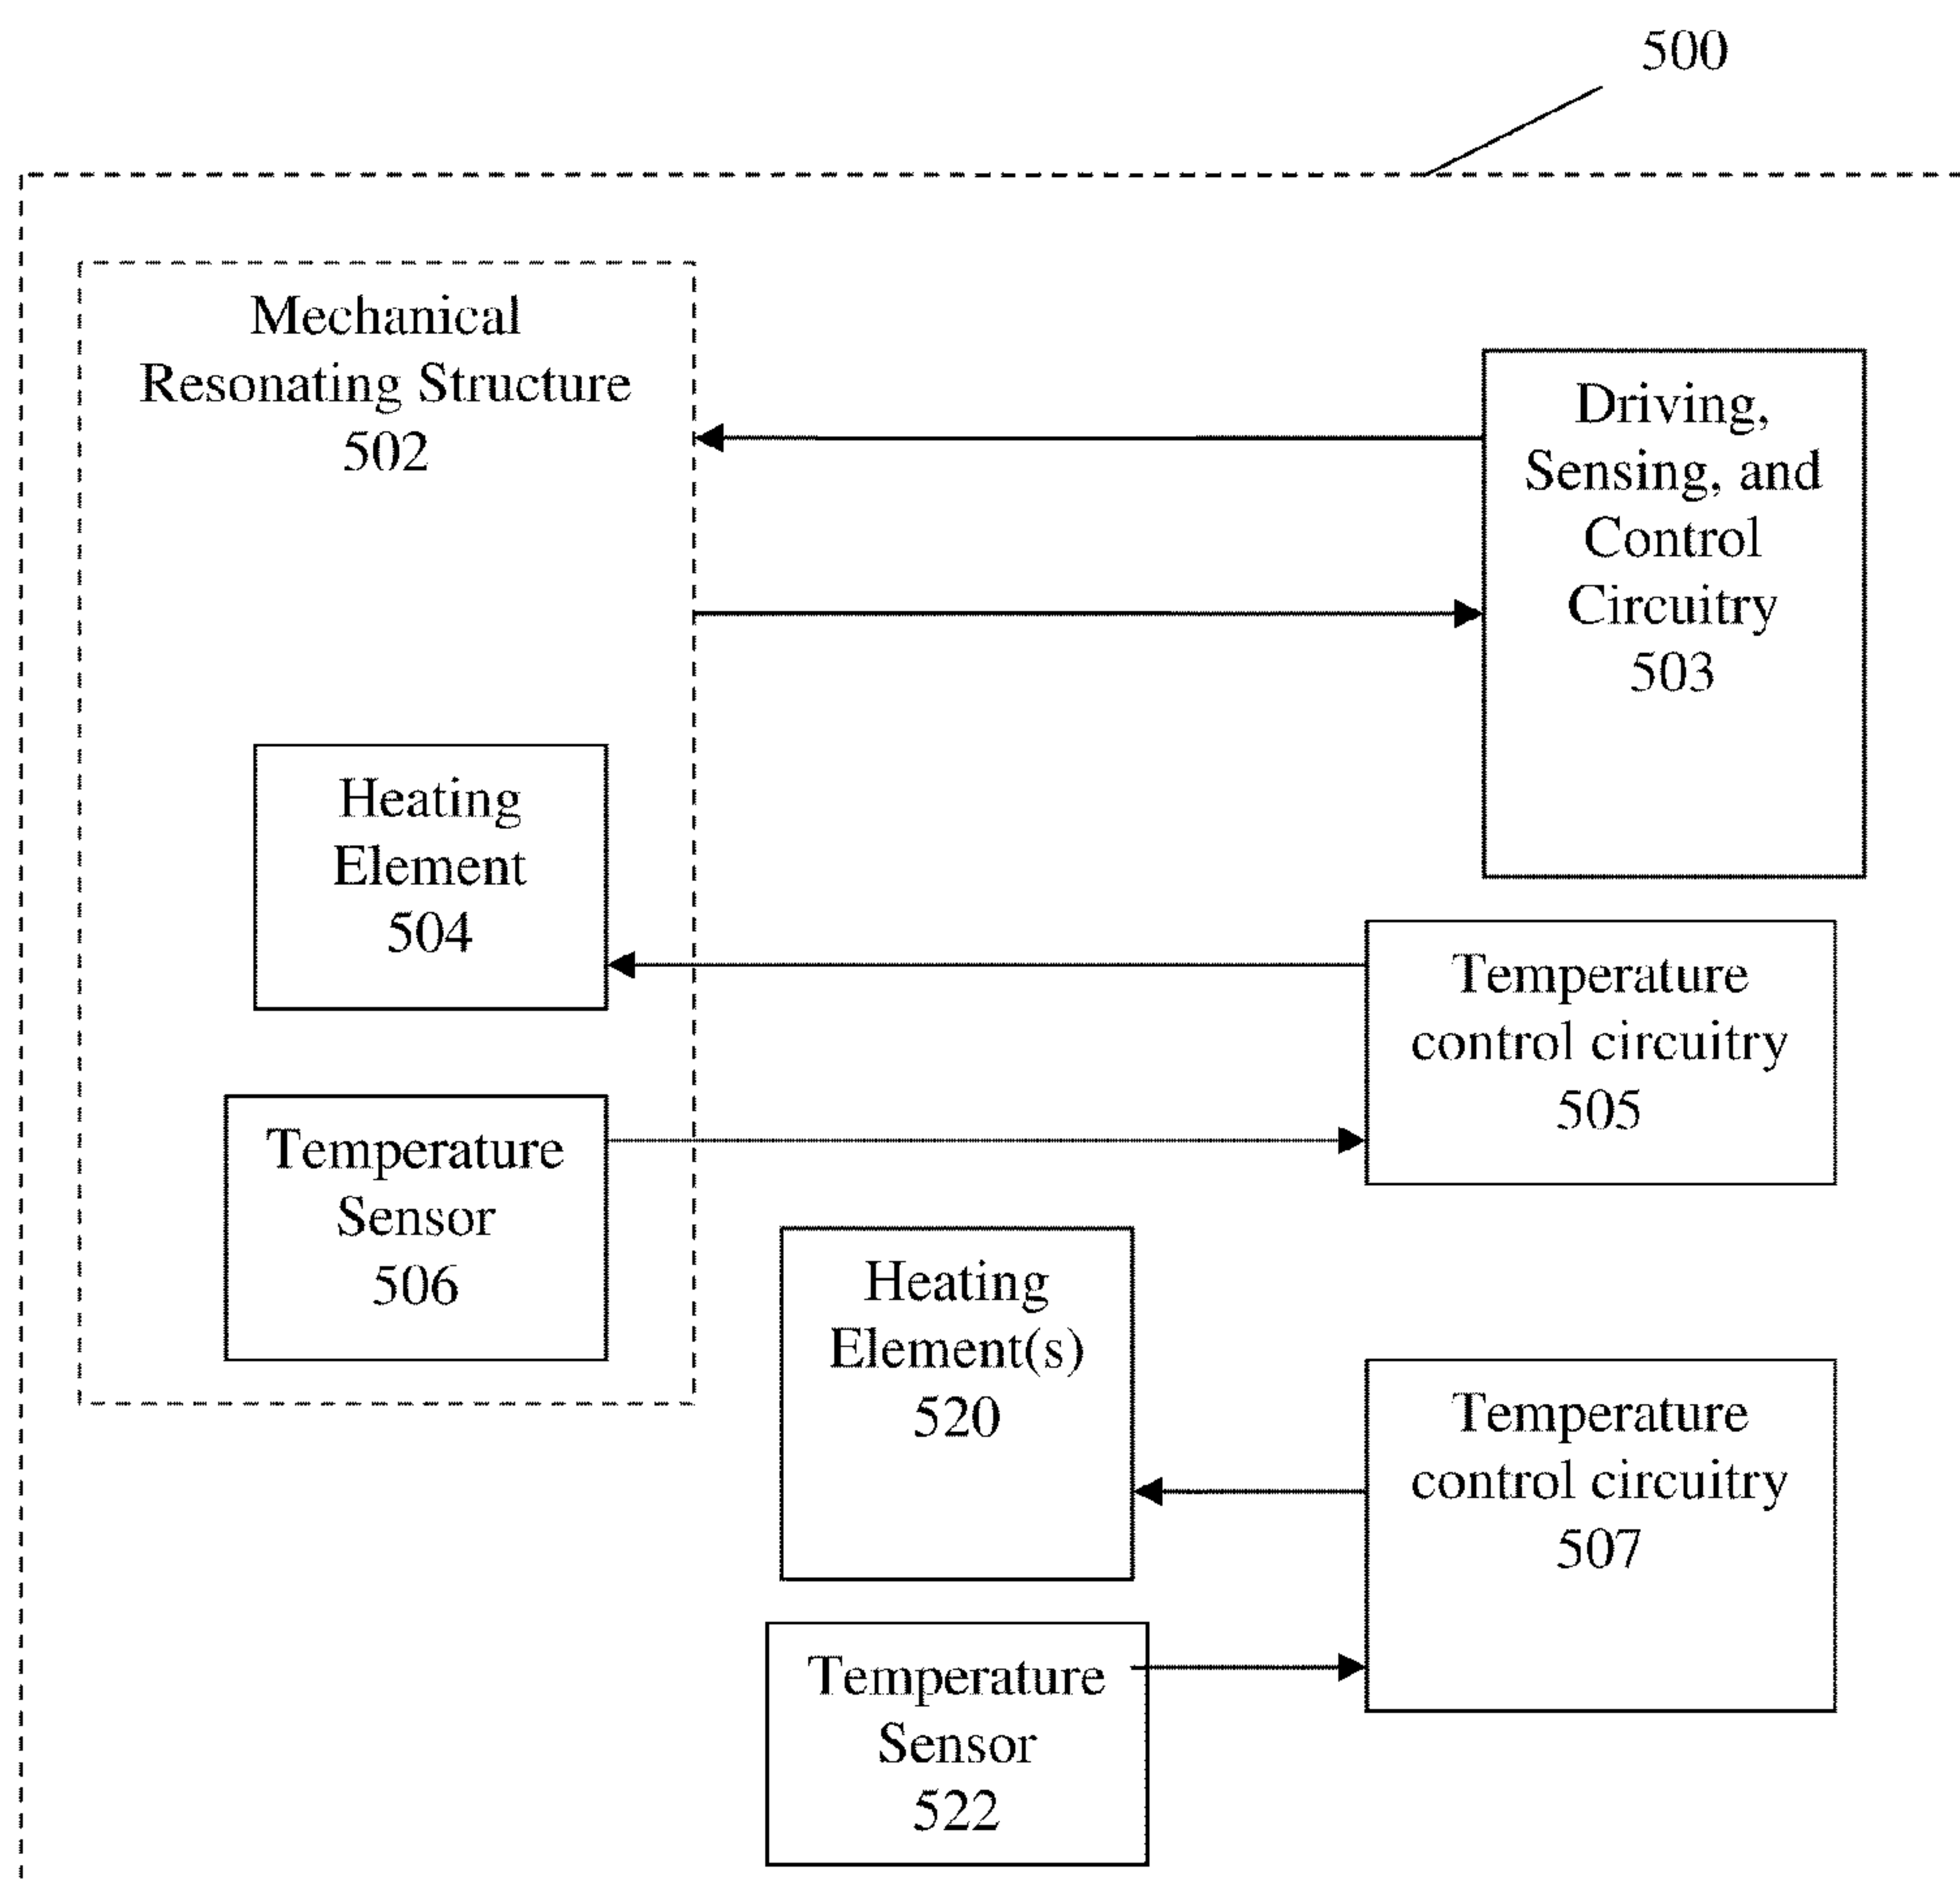 500
Mechanical
Resonating Structure
502
Driving,
Sensing, and
Control
Circuitry
503
Heating
Element
504
Temperature
control circuitry
505
Temperature
Sensor
506
Heating
Element(s)
520
Temperature
control circuitry
507
Temperature
Sensor
522